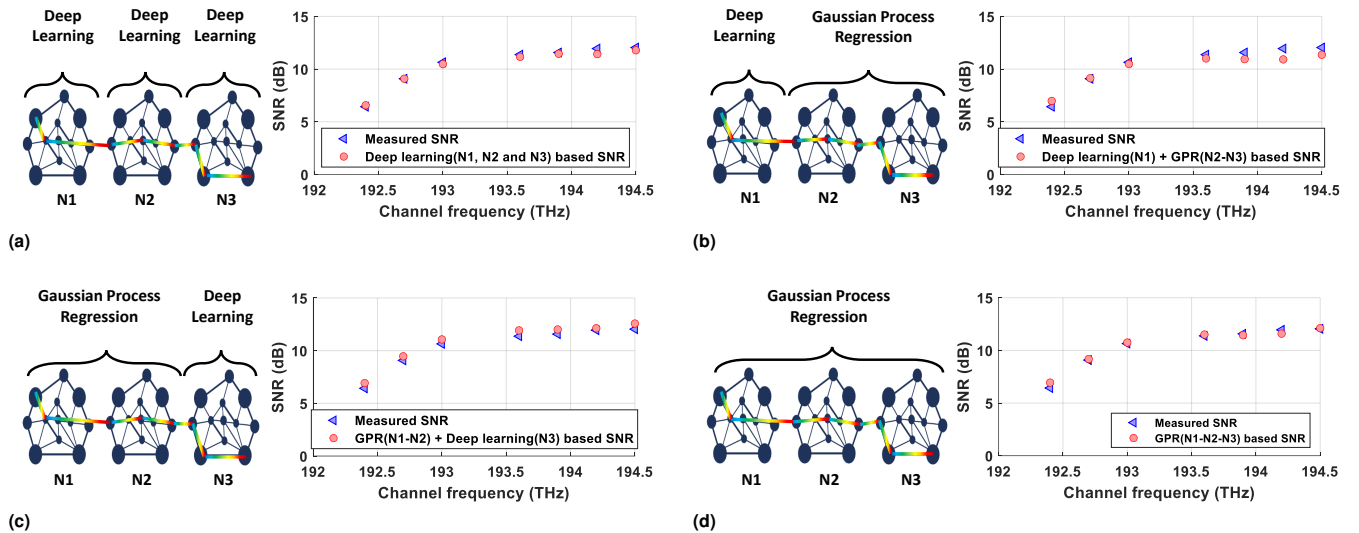 Deep
Learning
Deep
Learning
Deep
Learning
N1
N2
N3
SNR (dB)
15
10
5
0
Measured SNR
Deep learning(N1, N2 and N3) based SNR
192
192.5
193
193.5
194
194.5
Channel frequency (THz)
(a)
Deep
Learning
Gaussian Process
Regression
N1
N2
N3
SNR (dB)
15
10
5
0
Measured SNR
Deep learning(N1) + GPR(N2-N3) based SNR
192
192.5
193
193.5
194
194.5
Channel frequency (THz)
(b)
Gaussian Process
Regression
Deep
Learning
N1
N2
N3
SNR (dB)
15
10
5
0
Measured SNR
GPR(N1-N2) + Deep learning(N3) based SNR
192
192.5
193
193.5
194
194.5
Channel frequency (THz)
(c)
Gaussian Process
Regression
N1
N2
N3
SNR (dB)
15
10
5
0
Measured SNR
GPR(N1-N2-N3) based SNR
192
192.5
193
193.5
194
194.5
Channel frequency (THz)
(d)